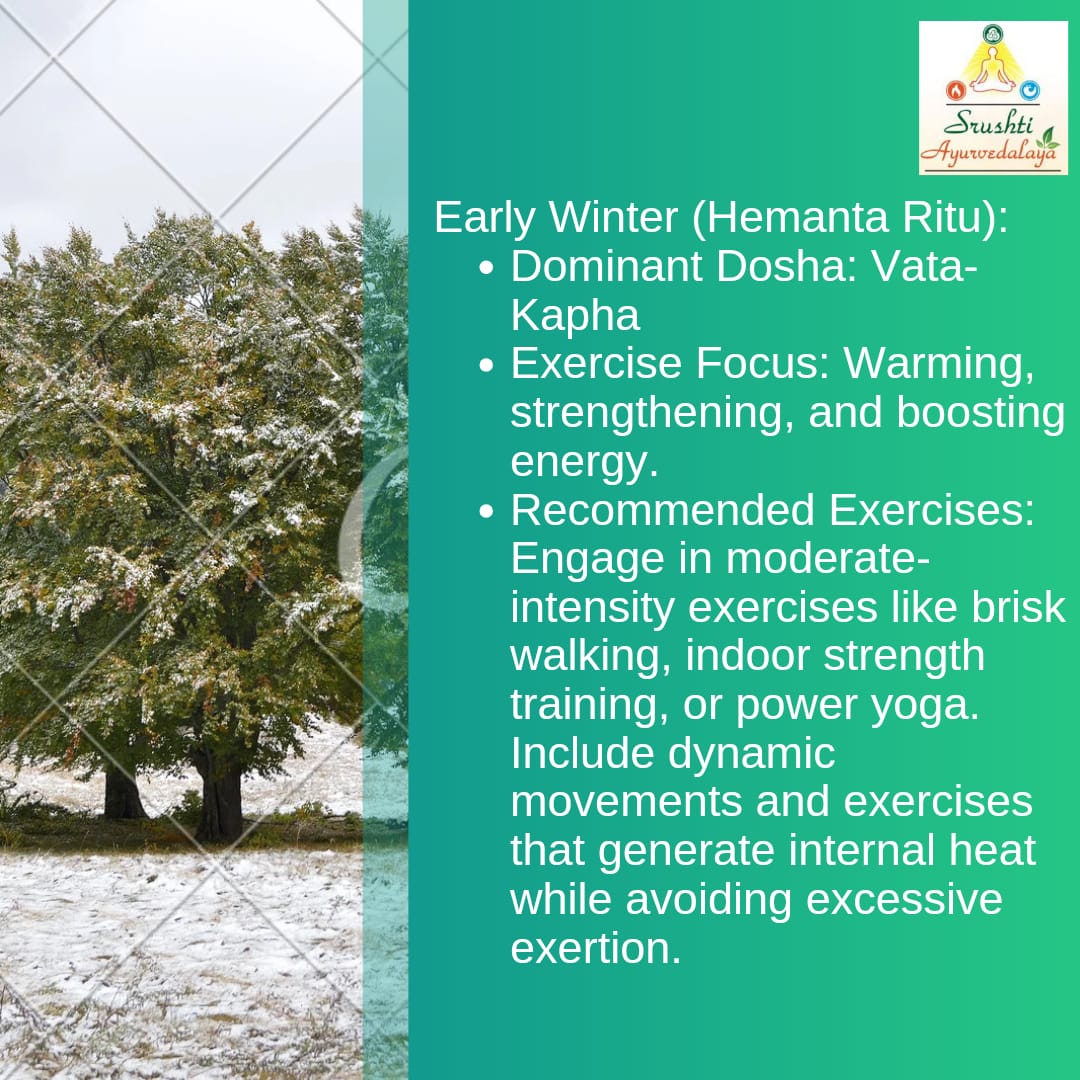 Srushti
Ayurvedalaya
Early Winter (Hemanta Ritu):
• Dominant Dosha: Vata-
Kapha
• Exercise Focus: Warming,
strengthening, and boosting
energy.
• Recommended Exercises:
Engage in moderate-
intensity exercises like brisk
walking, indoor strength
training, or power yoga.
Include dynamic
movements and exercises
that generate internal heat
while avoiding excessive
exertion.